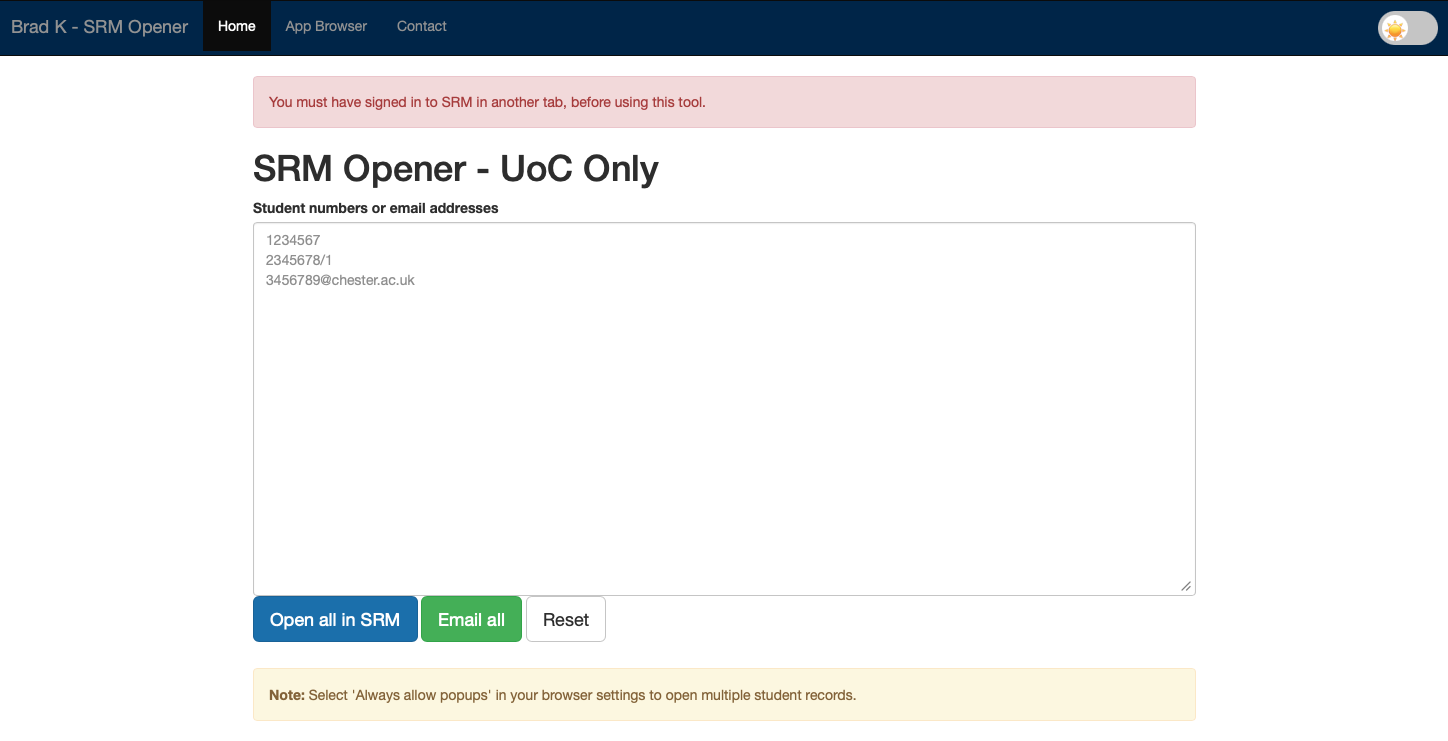 Brad K - SRM Opener Home App Browser Contact
You must have signed in to SRM in another tab, before using this tool.
SRM Opener - UoC Only
Student numbers or email addresses
1234567
2345678/1
3456789@chester.ac.uk
Open all in SRM Email all Reset
Note: Select 'Always allow popups' in your browser settings to open multiple student records.